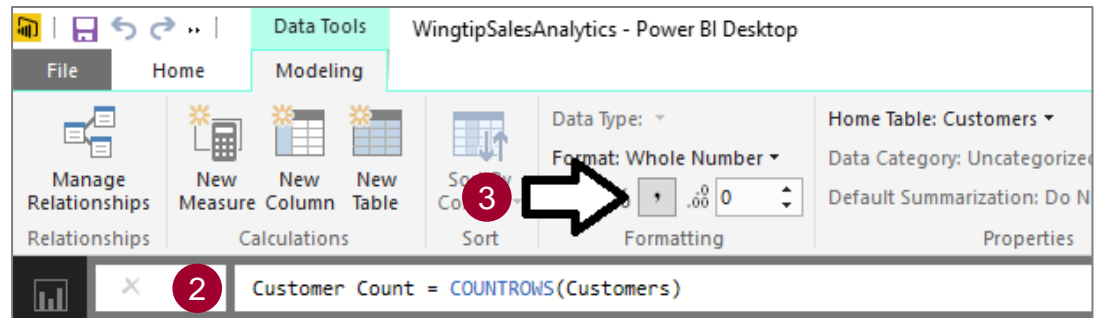 Data Tools WingtipSalesAnalytics - Power BI Desktop
File Home Modeling
Manage Relationships
New Measure
New Column
New Table
Data Type:
Format: Whole Number
3
, .00 0
Home Table: Customers
Data Category: Uncategorized
Default Summarization: Do N
Relationships Calculations Sort Formatting Properties
2 Customer Count = COUNTROWS(Customers)